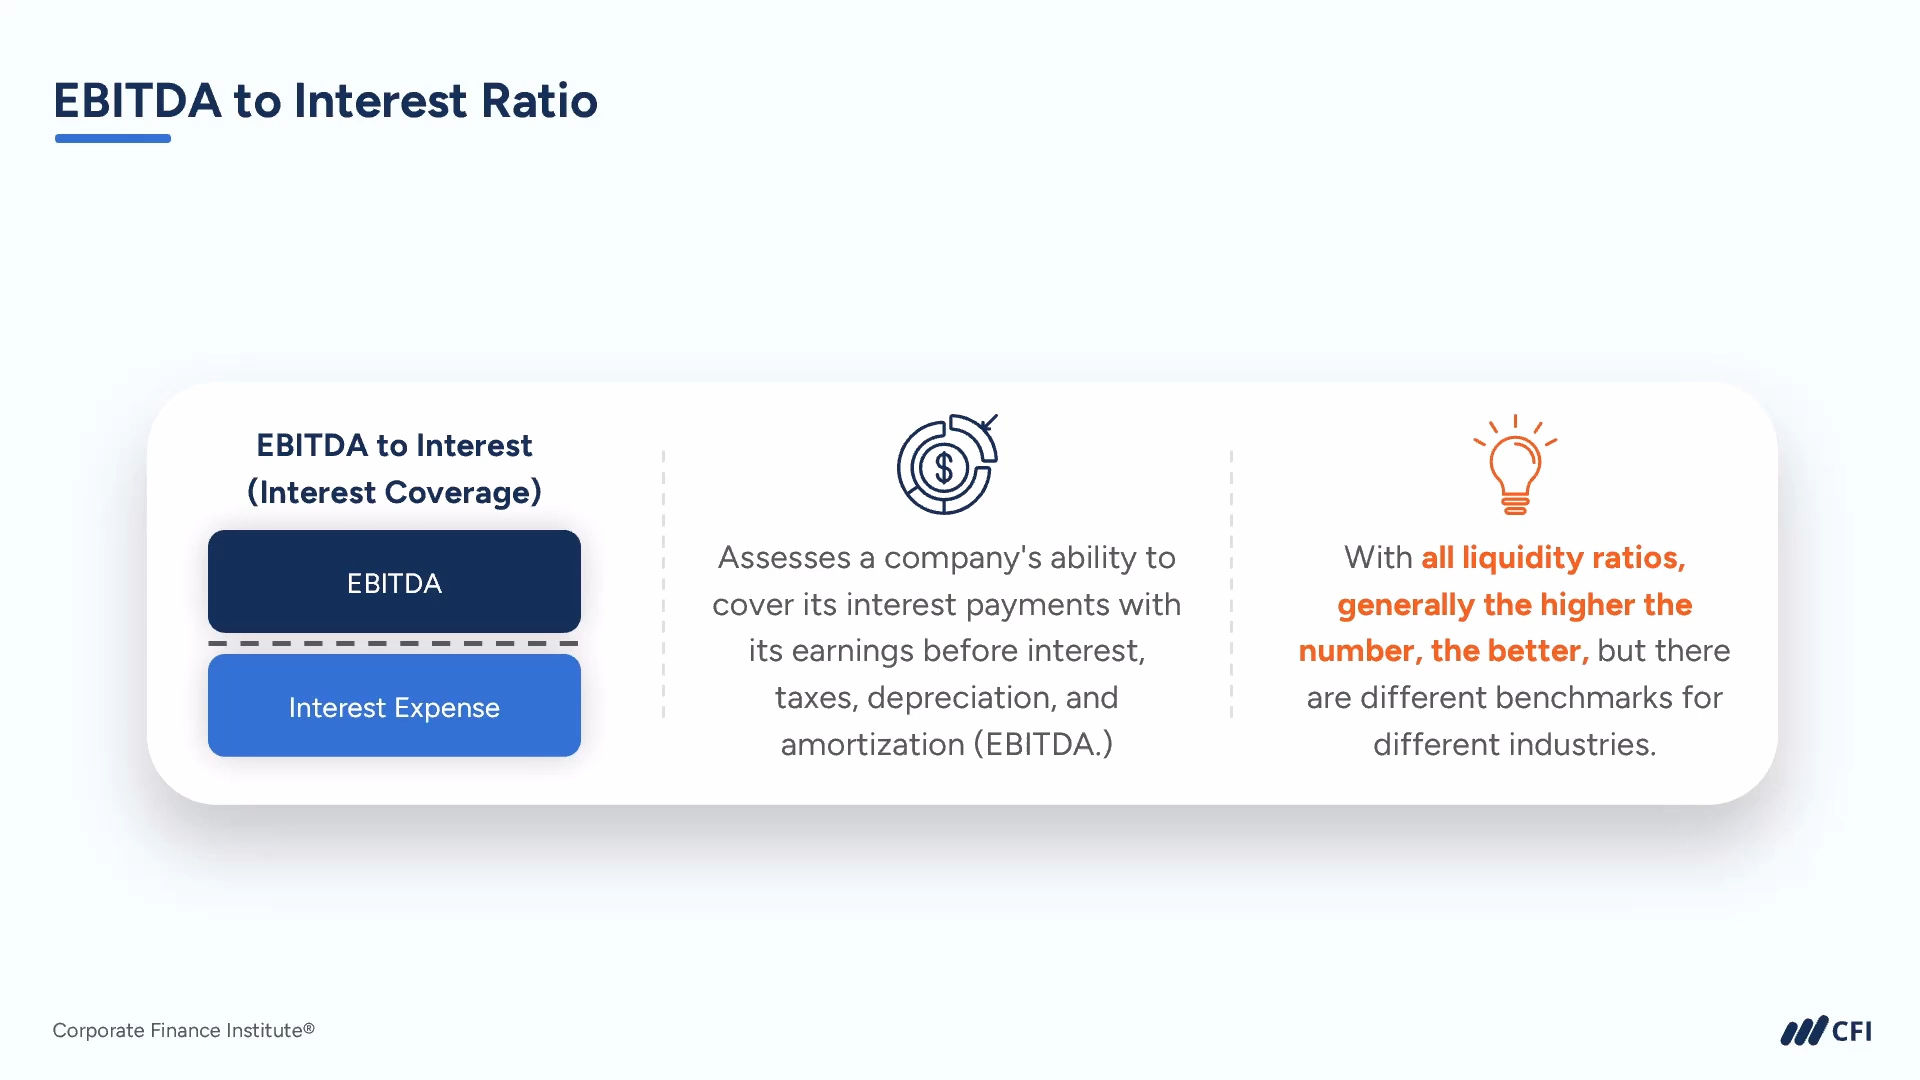 EBITDA to Interest Ratio
EBITDA to Interest
(Interest Coverage)
EBITDA
Interest Expense
$
Assesses a company's ability to
cover its interest payments with
its earnings before interest,
taxes, depreciation, and
amortization (EBITDA.)
With all liquidity ratios,
generally the higher the
number, the better, but there
are different benchmarks for
different industries.
Corporate Finance Institute®
CFI